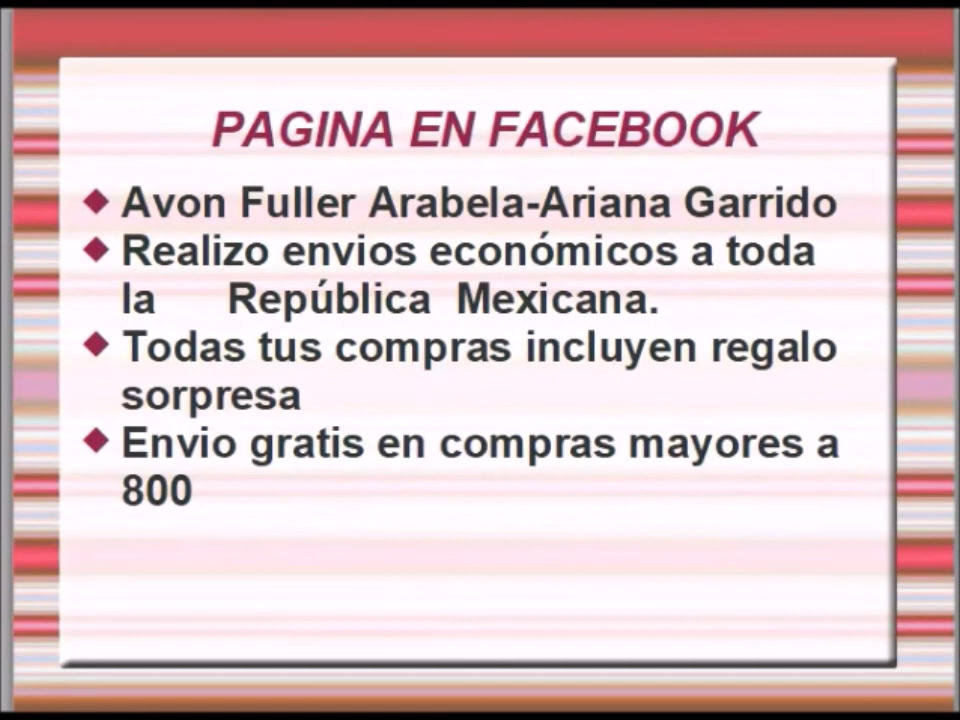 PAGINA EN FACEBOOK
Avon Fuller Arabela-Ariana Garrido
Realizo envios económicos a toda
la República Mexicana.
Todas tus compras incluyen regalo
sorpresa
Envio gratis en compras mayores a
800